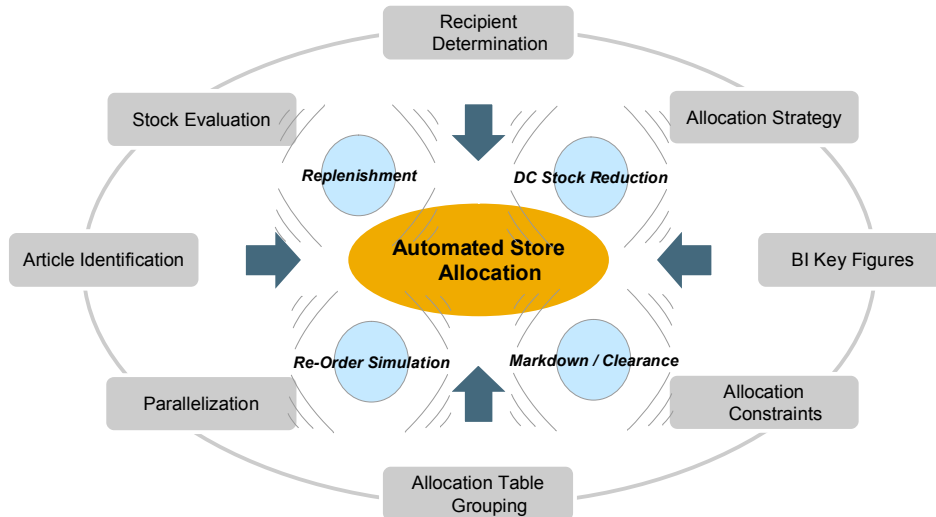 Recipient
Determination
Stock Evaluation
Allocation Strategy
Replenishment
DC Stock Reduction
Automated Store
Allocation
Article Identification
BI Key Figures
Re-Order Simulation
Markdown / Clearance
Parallelization
Allocation
Constraints
Allocation Table
Grouping